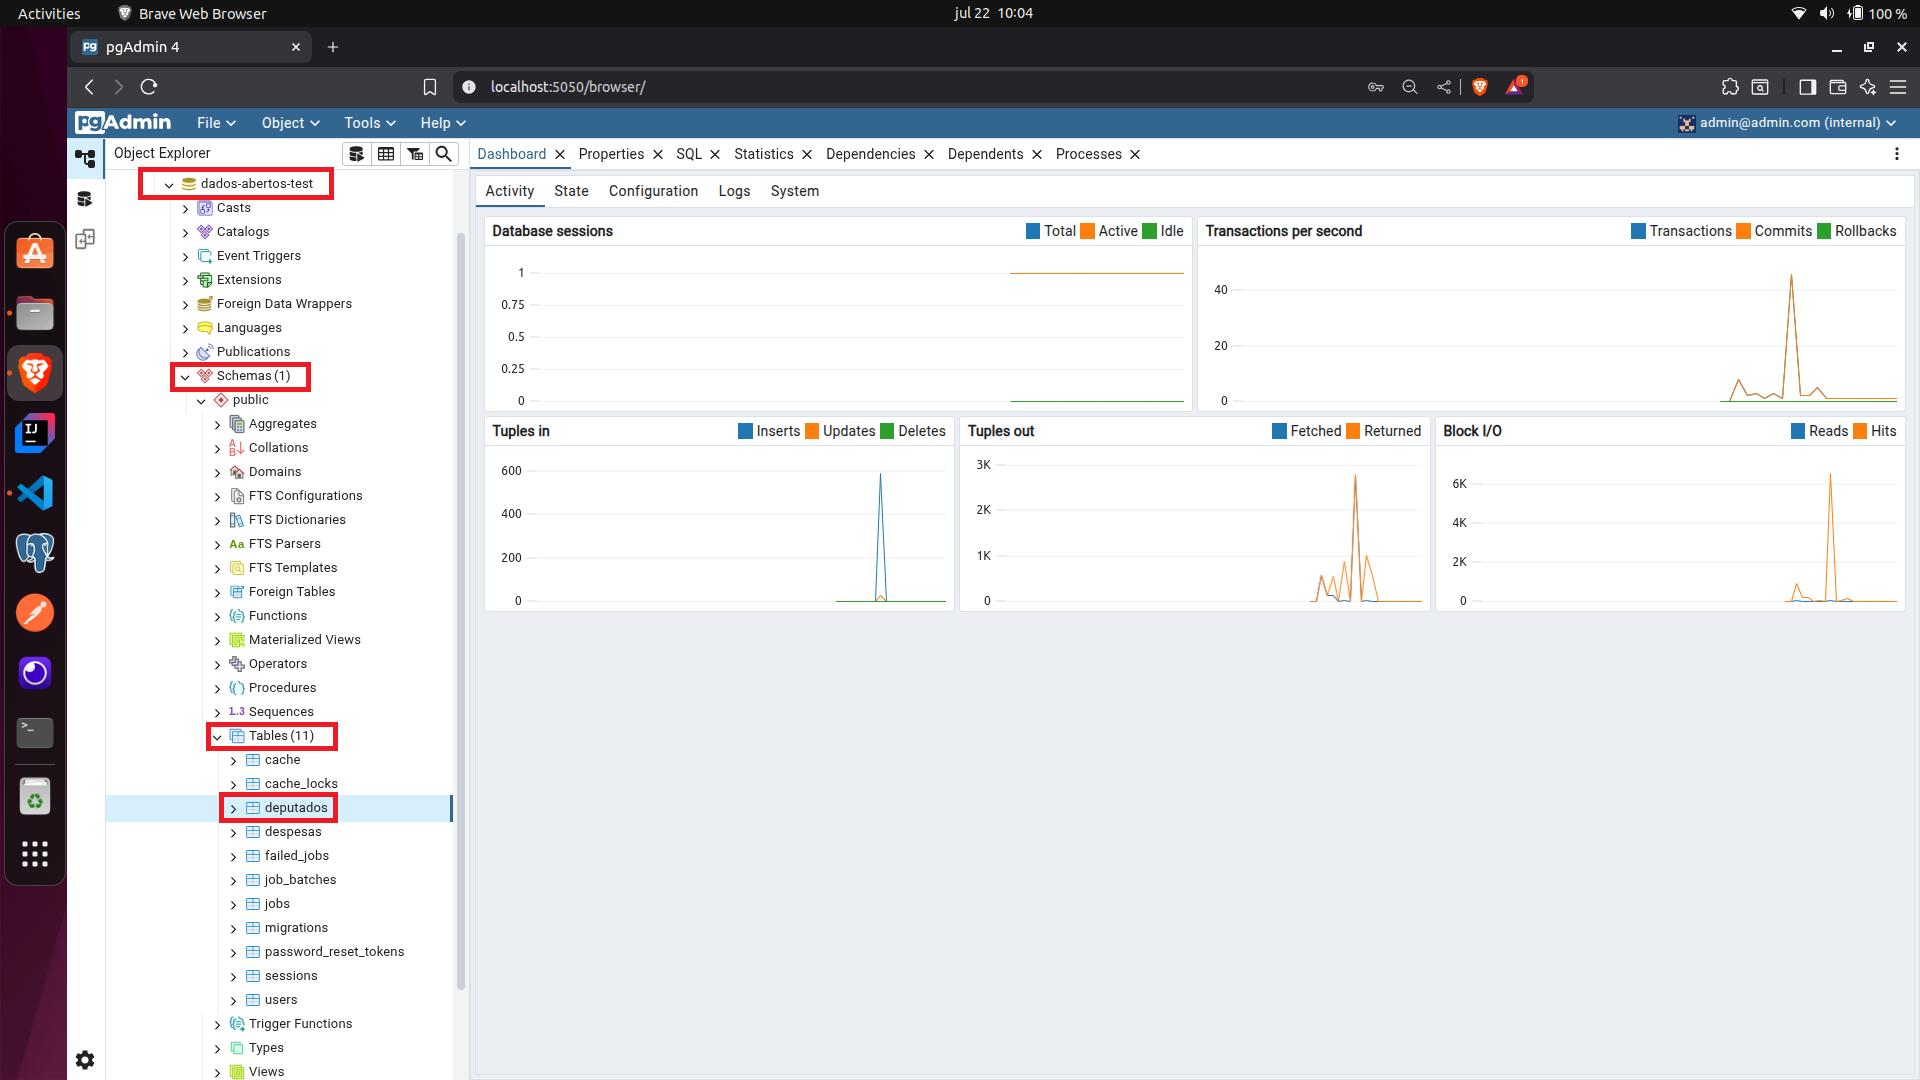 Activities Brave Web Browser jul 22 10:04 100 %
pgAdmin 4
localhost:5050/browser/ 1
pgAdmin File Object Tools Help admin@admin.com (internal)
Object Explorer
Dashboard Properties SQL Statistics Dependencies Dependents Processes
dados-abertos-test
Casts
Catalogs
Event Triggers
Extensions
Foreign Data Wrappers
Languages
Publications
Schemas (1)
public
Aggregates
Collations
Domains
FTS Configurations
FTS Dictionaries
Aa FTS Parsers
FTS Templates
Foreign Tables
Functions
Materialized Views
Operators
Procedures
1..3 Sequences
Tables (11)
cache
cache_locks
deputados
despesas
failed_jobs
job_batches
jobs
migrations
password_reset_tokens
sessions
users
Trigger Functions
Types
Views
Activity State Configuration Logs System
Database sessions Total Active Idle
1
0.75
0.5
0.25
0
Transactions per second Transactions Commits Rollbacks
40
20
0
Tuples in Inserts Updates Deletes
600
400
200
0
Tuples out Fetched Returned
3K
2K
1K
0
Block I/O Reads Hits
6K
4K
2K
0